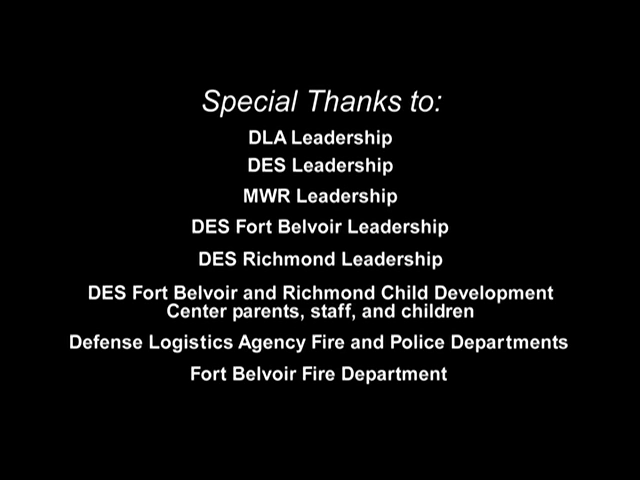 Special Thanks to:
DLA Leadership
DES Leadership
MWR Leadership
DES Fort Belvoir Leadership
DES Richmond Leadership
DES Fort Belvoir and Richmond Child Development
Center parents, staff, and children
Defense Logistics Agency Fire and Police Departments
Fort Belvoir Fire Department